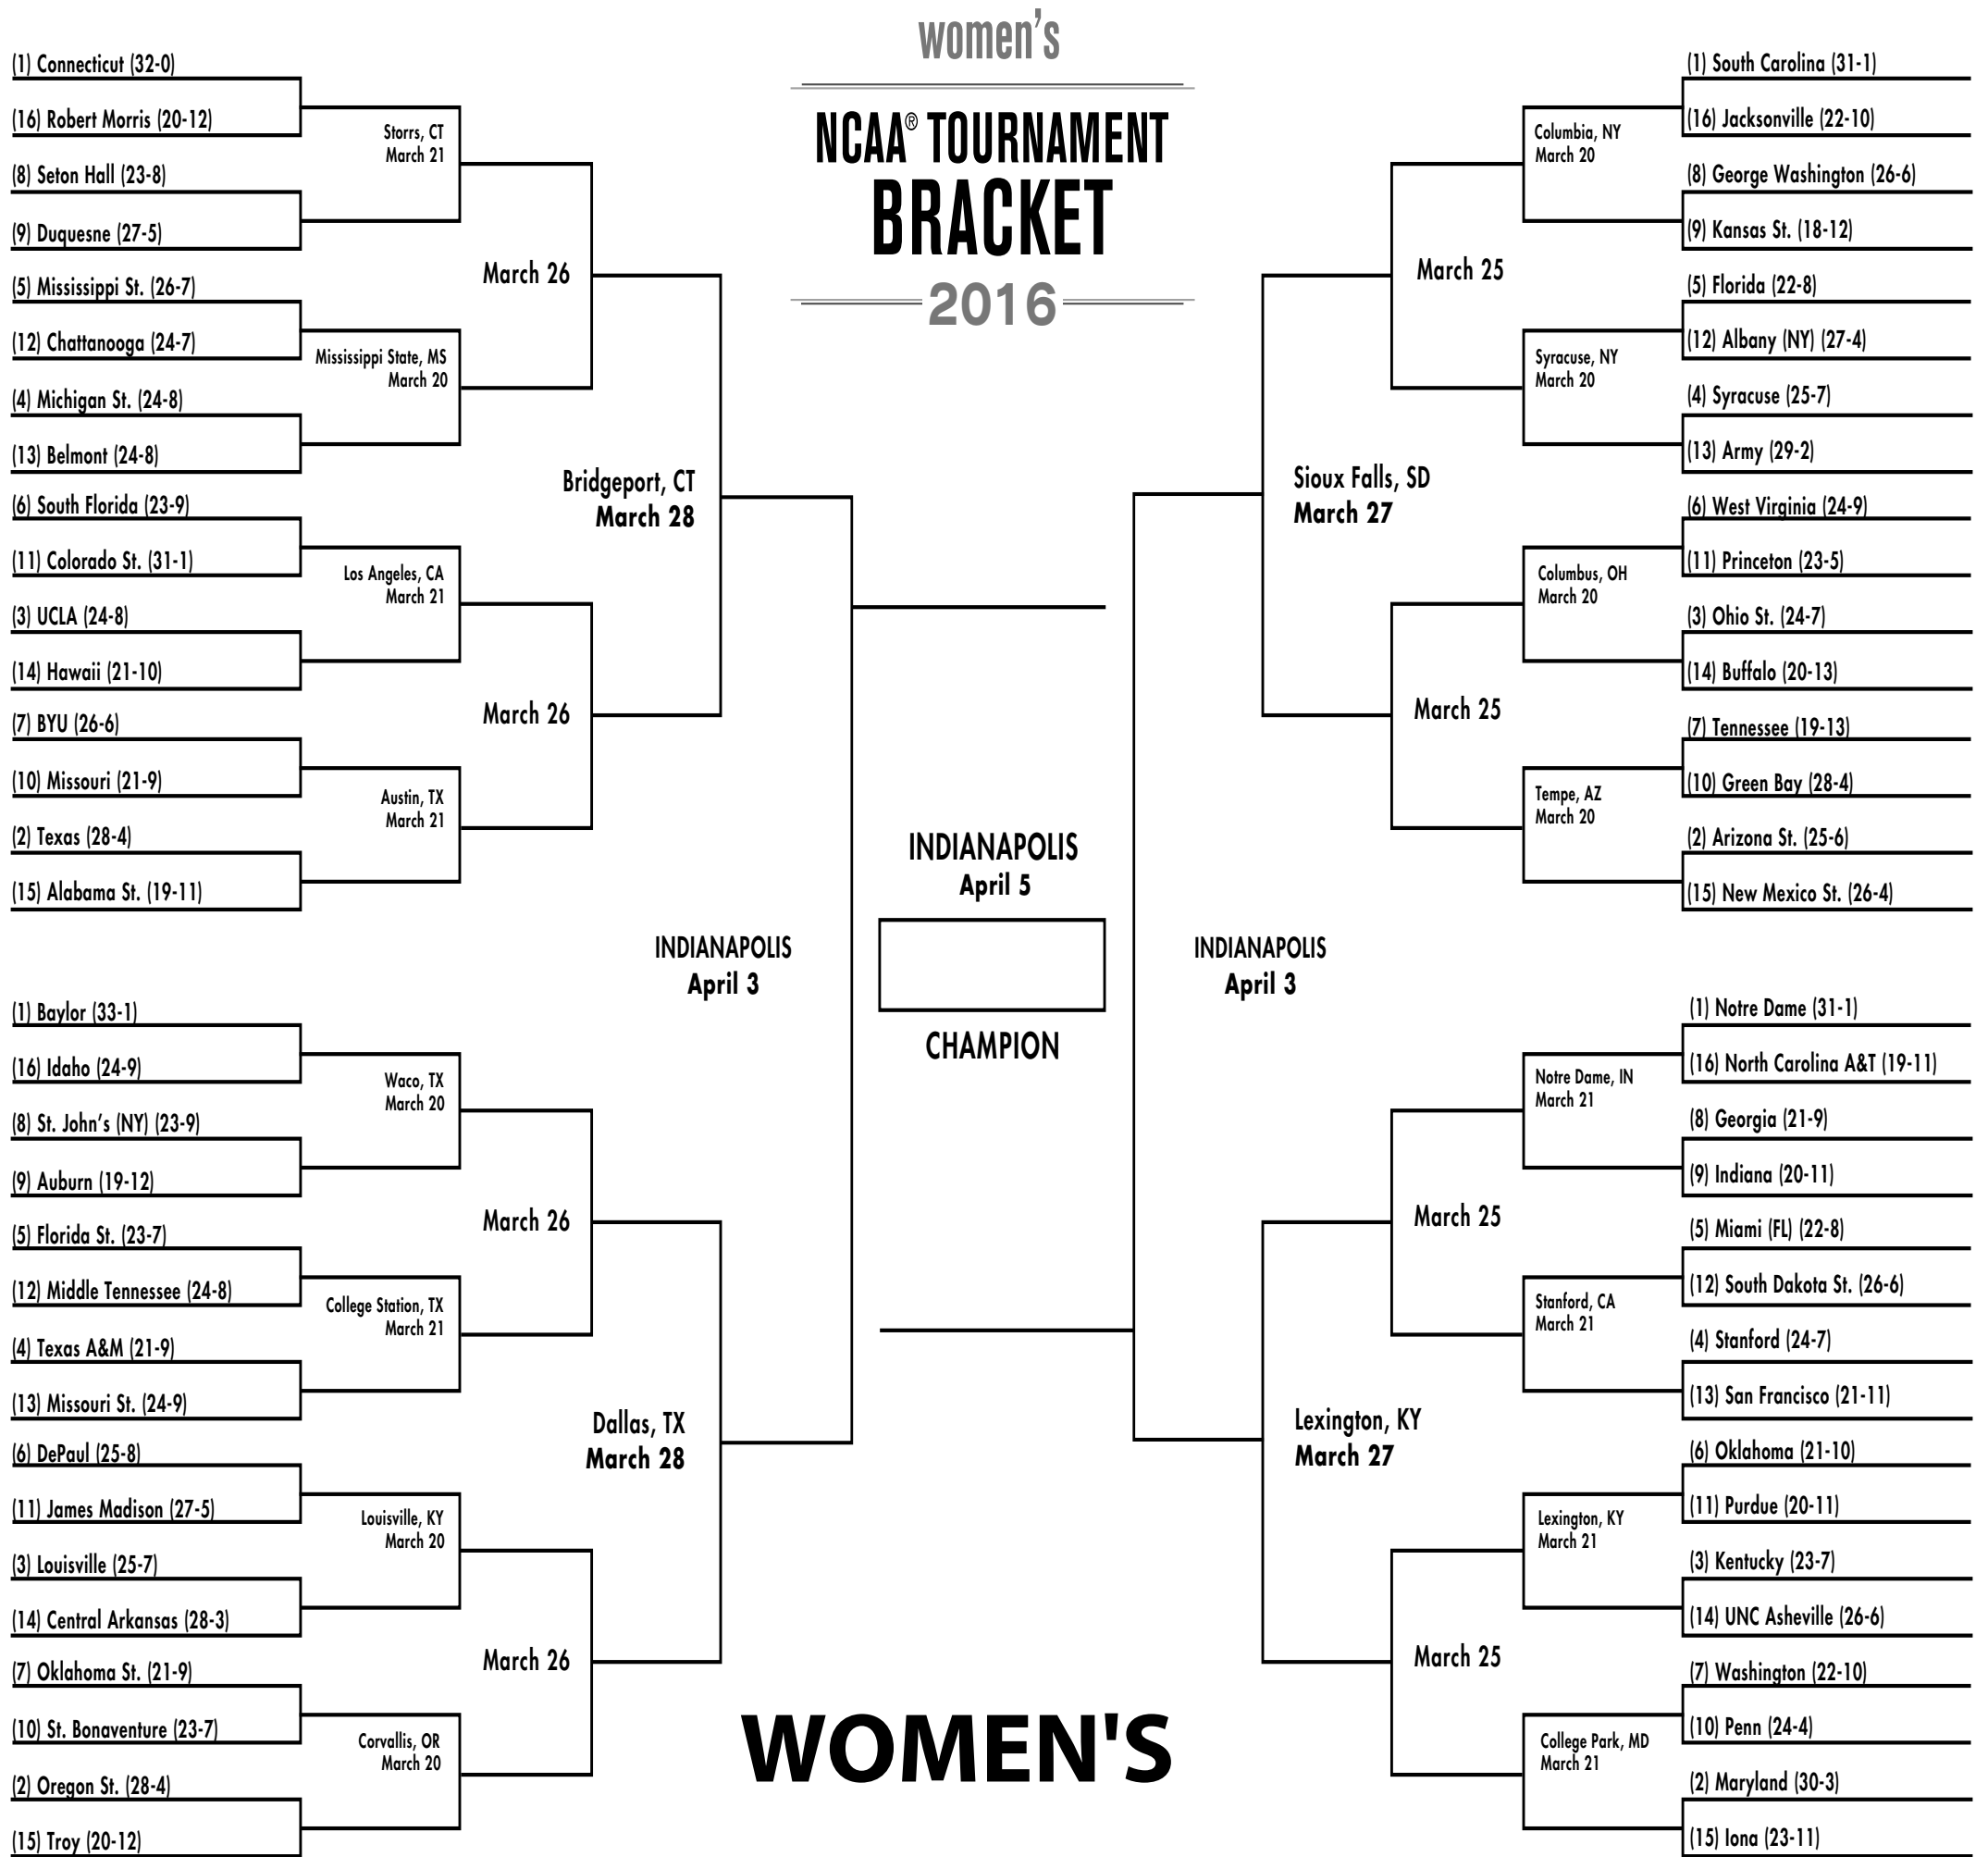 women's
NCAA® TOURNAMENT
BRACKET
2016
(1) Connecticut (32-0)
(16) Robert Morris (20-12)
Storrs, CT
March 21
(8) Seton Hall (23-8)
(9) Duquesne (27-5)
March 26
(5) Mississippi St. (26-7)
(12) Chattanooga (24-7)
Mississippi State, MS
March 20
(4) Michigan St. (24-8)
(13) Belmont (24-8)
Bridgeport, CT
March 28
(6) South Florida (23-9)
(11) Colorado St. (31-1)
Los Angeles, CA
March 21
(3) UCLA (24-8)
(14) Hawaii (21-10)
March 26
(7) BYU (26-6)
(10) Missouri (21-9)
Austin, TX
March 21
(2) Texas (28-4)
(15) Alabama St. (19-11)
INDIANAPOLIS
April 3
(1) Baylor (33-1)
(16) Idaho (24-9)
Waco, TX
March 20
(8) St. John's (NY) (23-9)
(9) Auburn (19-12)
March 26
(5) Florida St. (23-7)
(12) Middle Tennessee (24-8)
College Station, TX
March 21
(4) Texas A&M (21-9)
(13) Missouri St. (24-9)
Dallas, TX
March 28
(6) DePaul (25-8)
(11) James Madison (27-5)
Louisville, KY
March 20
(3) Louisville (25-7)
(14) Central Arkansas (28-3)
March 26
(7) Oklahoma St. (21-9)
(10) St. Bonaventure (23-7)
Corvallis, OR
March 20
(2) Oregon St. (28-4)
(15) Troy (20-12)
INDIANAPOLIS
April 5
CHAMPION
(1) South Carolina (31-1)
(16) Jacksonville (22-10)
Columbia, NY
March 20
(8) George Washington (26-6)
(9) Kansas St. (18-12)
March 25
(5) Florida (22-8)
(12) Albany (NY) (27-4)
Syracuse, NY
March 20
(4) Syracuse (25-7)
(13) Army (29-2)
Sioux Falls, SD
March 27
(6) West Virginia (24-9)
(11) Princeton (23-5)
Columbus, OH
March 20
(3) Ohio St. (24-7)
(14) Buffalo (20-13)
March 25
(7) Tennessee (19-13)
(10) Green Bay (28-4)
Tempe, AZ
March 20
(2) Arizona St. (25-6)
(15) New Mexico St. (26-4)
INDIANAPOLIS
April 3
(1) Notre Dame (31-1)
(16) North Carolina A&T (19-11)
Notre Dame, IN
March 21
(8) Georgia (21-9)
(9) Indiana (20-11)
March 25
(5) Miami (FL) (22-8)
(12) South Dakota St. (26-6)
Stanford, CA
March 21
(4) Stanford (24-7)
(13) San Francisco (21-11)
Lexington, KY
March 27
(6) Oklahoma (21-10)
(11) Purdue (20-11)
Lexington, KY
March 21
(3) Kentucky (23-7)
(14) UNC Asheville (26-6)
March 25
(7) Washington (22-10)
(10) Penn (24-4)
College Park, MD
March 21
(2) Maryland (30-3)
(15) Iona (23-11)
WOMEN'S